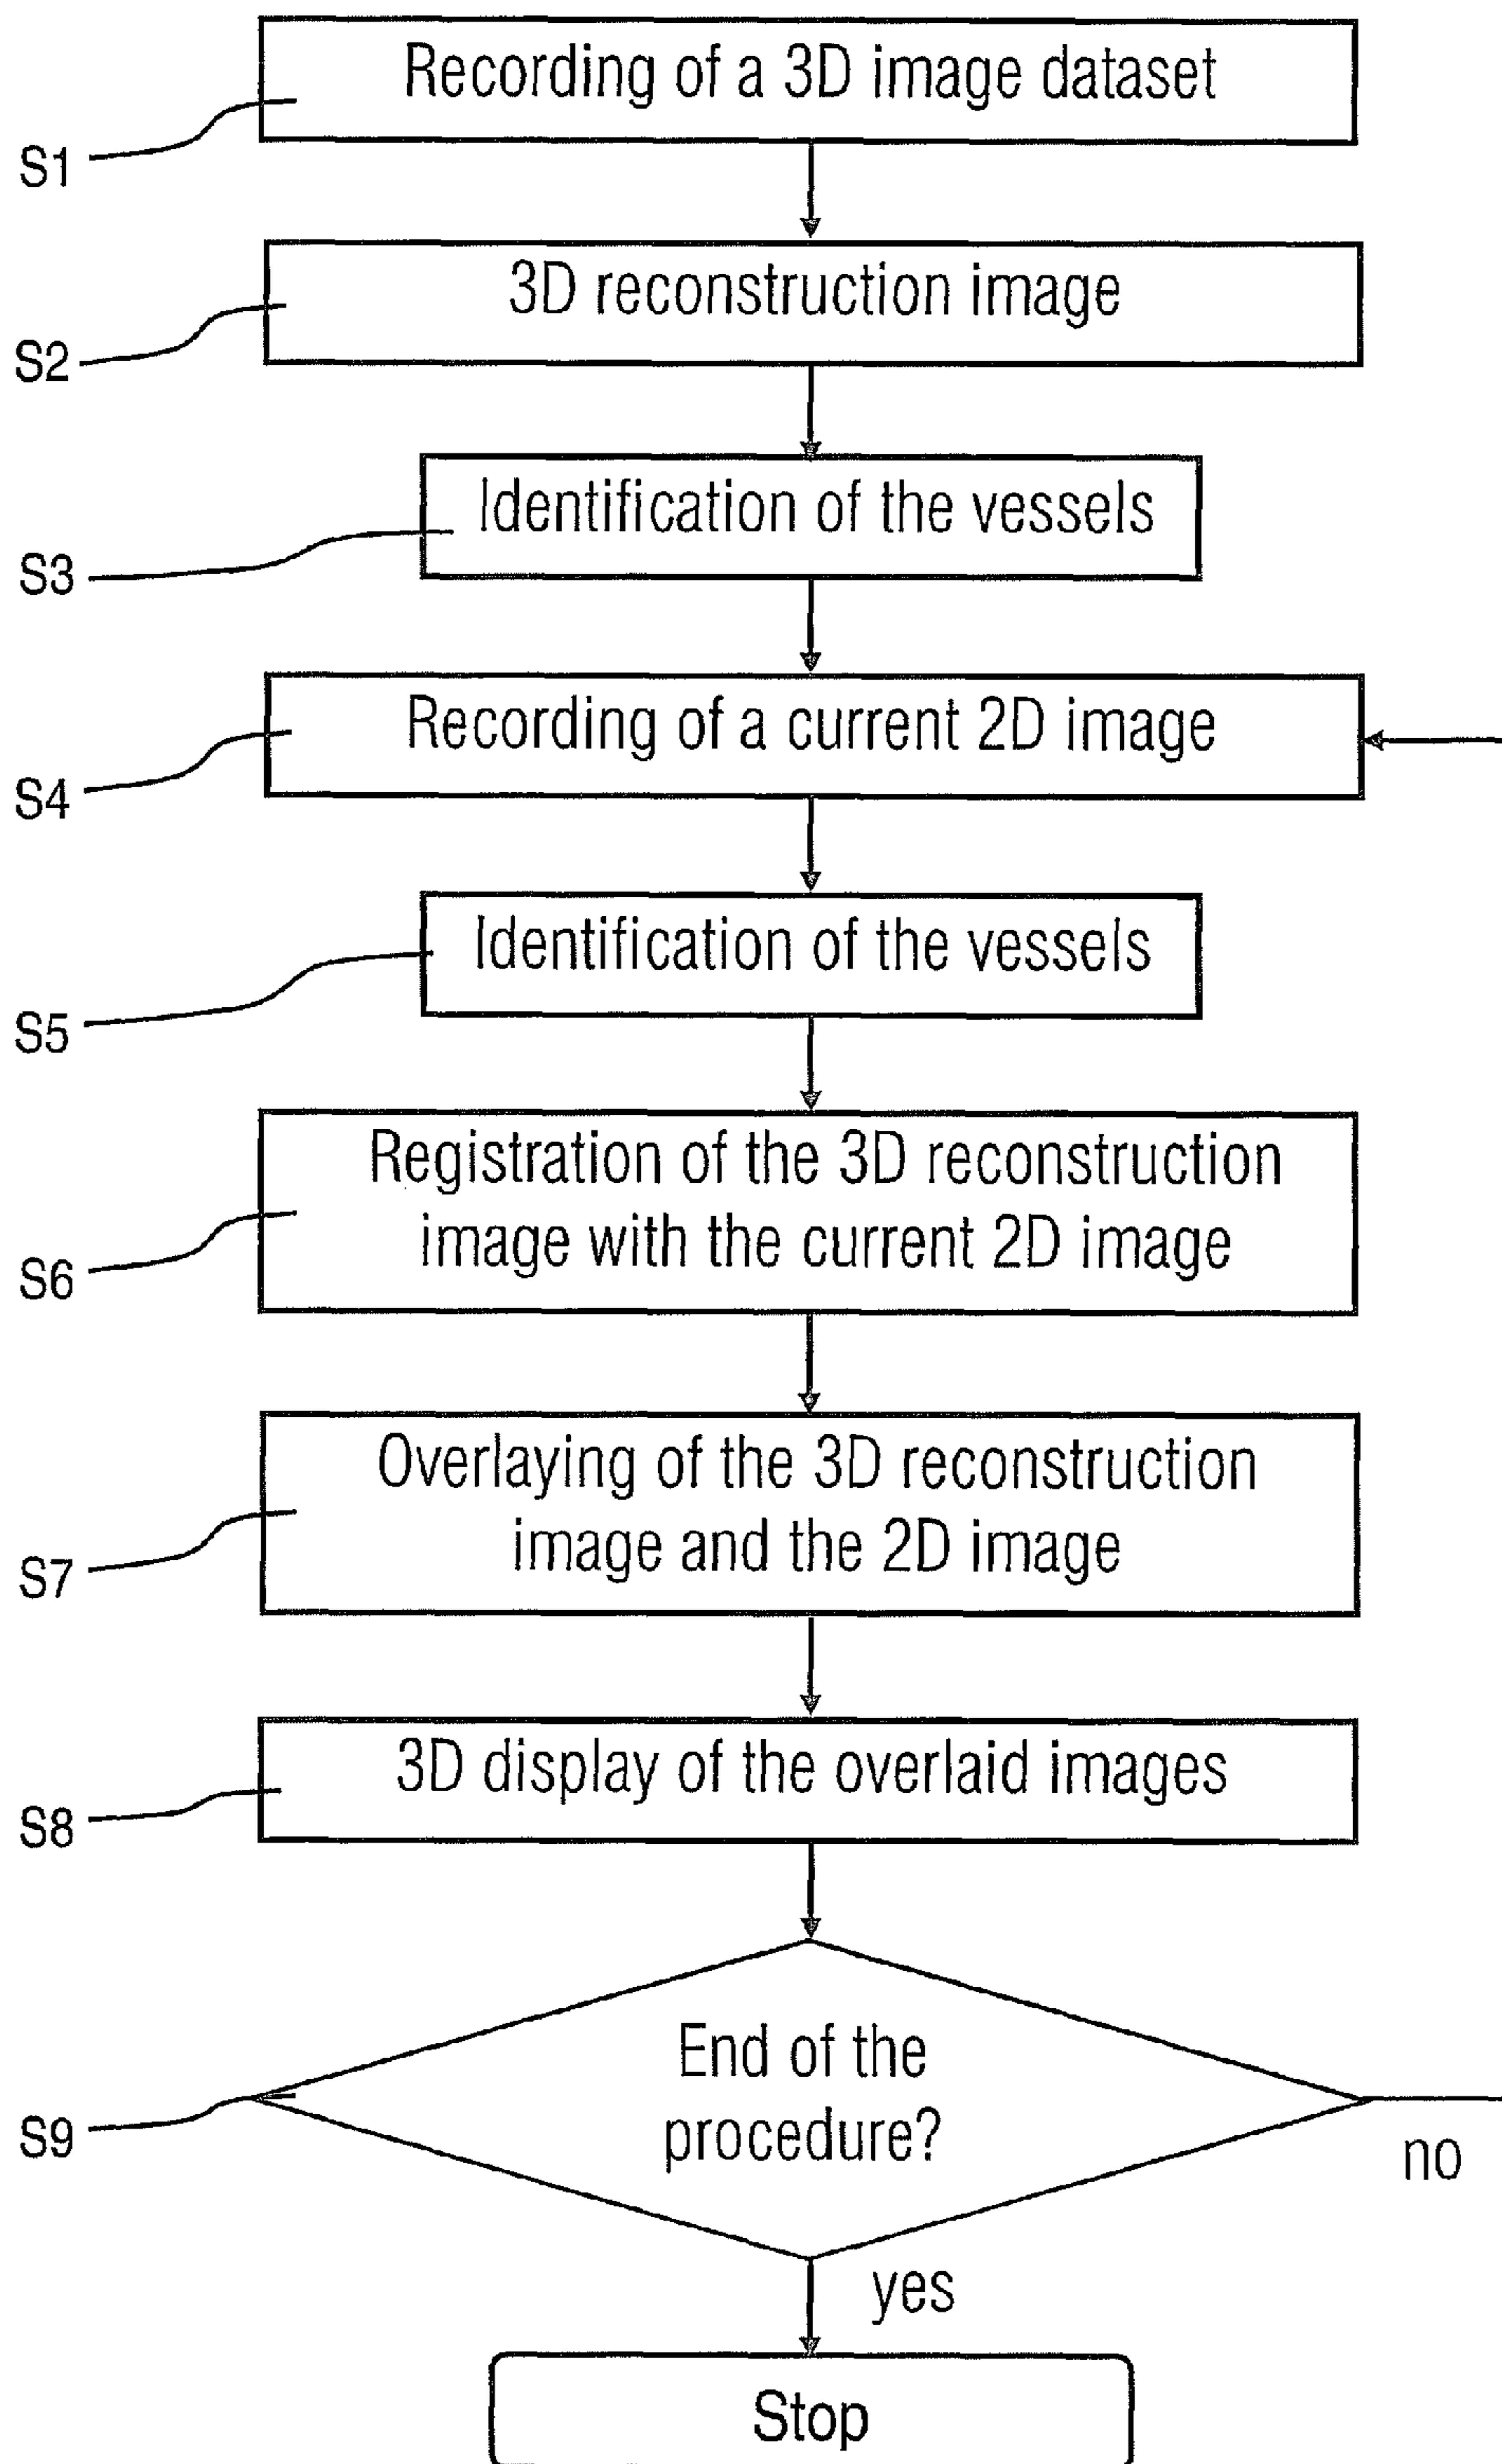 Recording of a 3D image dataset
S1
3D reconstruction image
S2
Identification of the vessels
S3
Recording of a current 2D image
S4
Identification of the vessels
S5
Registration of the 3D reconstruction
image with the current 2D image
S6
Overlaying of the 3D reconstruction
image and the 2D image
S7
3D display of the overlaid images
S8
End of the
procedure?
S9
no
yes
Stop